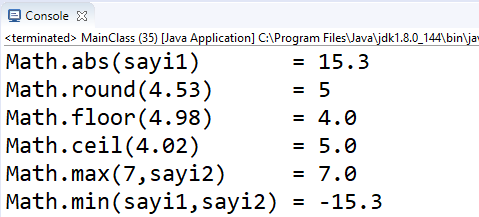 Console
<terminated> MainClass (35) [Java Application] C:\Program Files\Java\jdk1.8.0_144\bin\jav
Math.abs(sayi1) = 15.3
Math.round(4.53) = 5
Math.floor(4.98) = 4.0
Math.ceil(4.02) = 5.0
Math.max(7,sayi2) = 7.0
Math.min(sayi1,sayi2) = -15.3